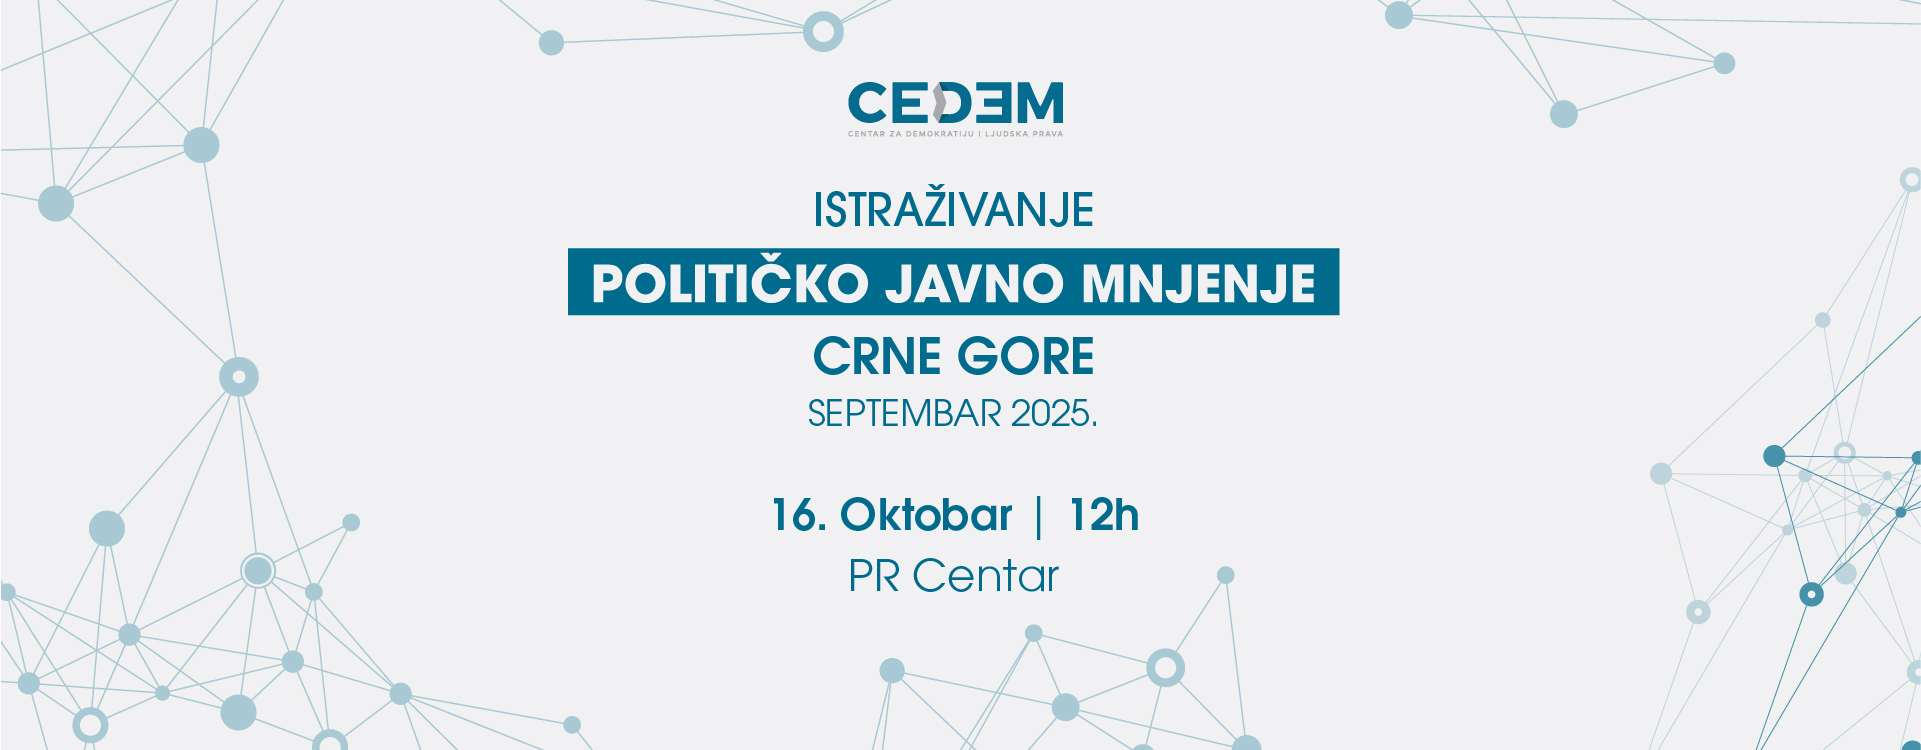 CEDEM
CENTAR ZA DEMOKRATIJU I LJUDSKA PRAVA
ISTRAŽIVANJE
POLITIČKO JAVNO MNJENJE
CRNE GORE
SEPTEMBAR 2025.
16. Oktobar | 12h
PR Centar